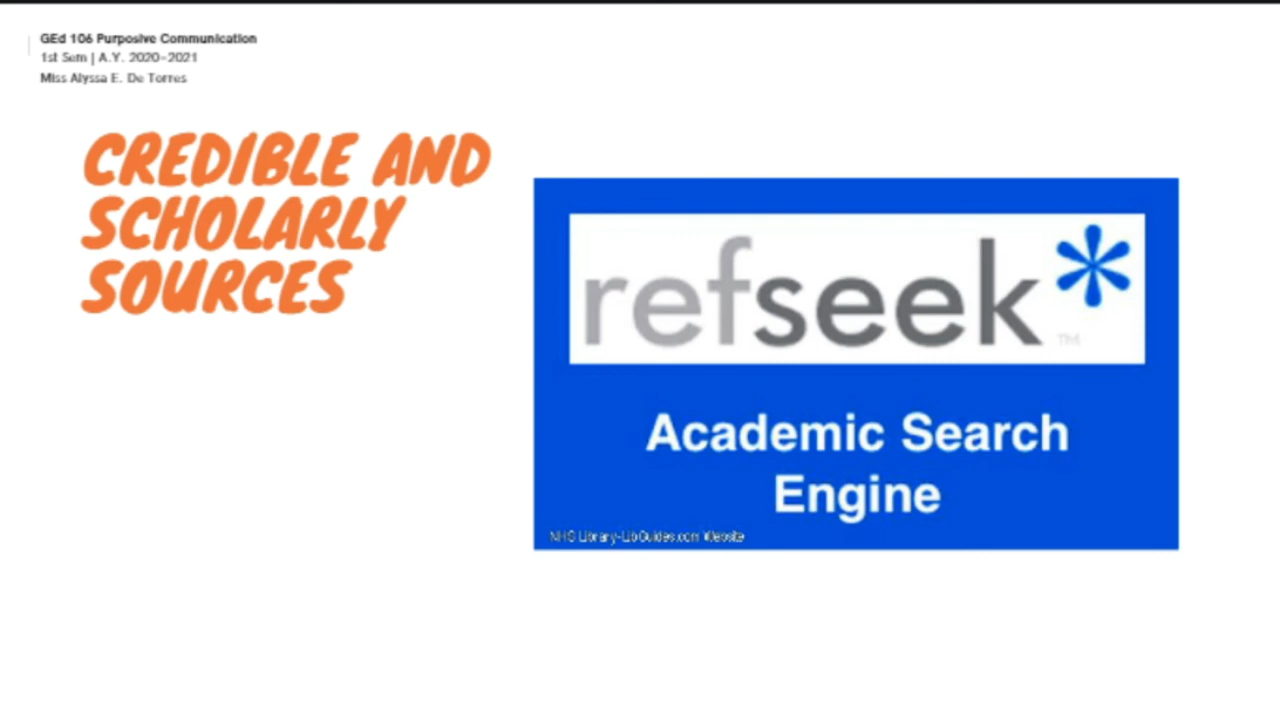 GEd 106 Purposive Communication
1st Sem | A.Y. 2020-2021
Miss Alyssa E. De Torres
CREDIBLE AND
SCHOLARLY
SOURCES
refseek*™
Academic Search
Engine
NHS Library-LibGuides.com Website